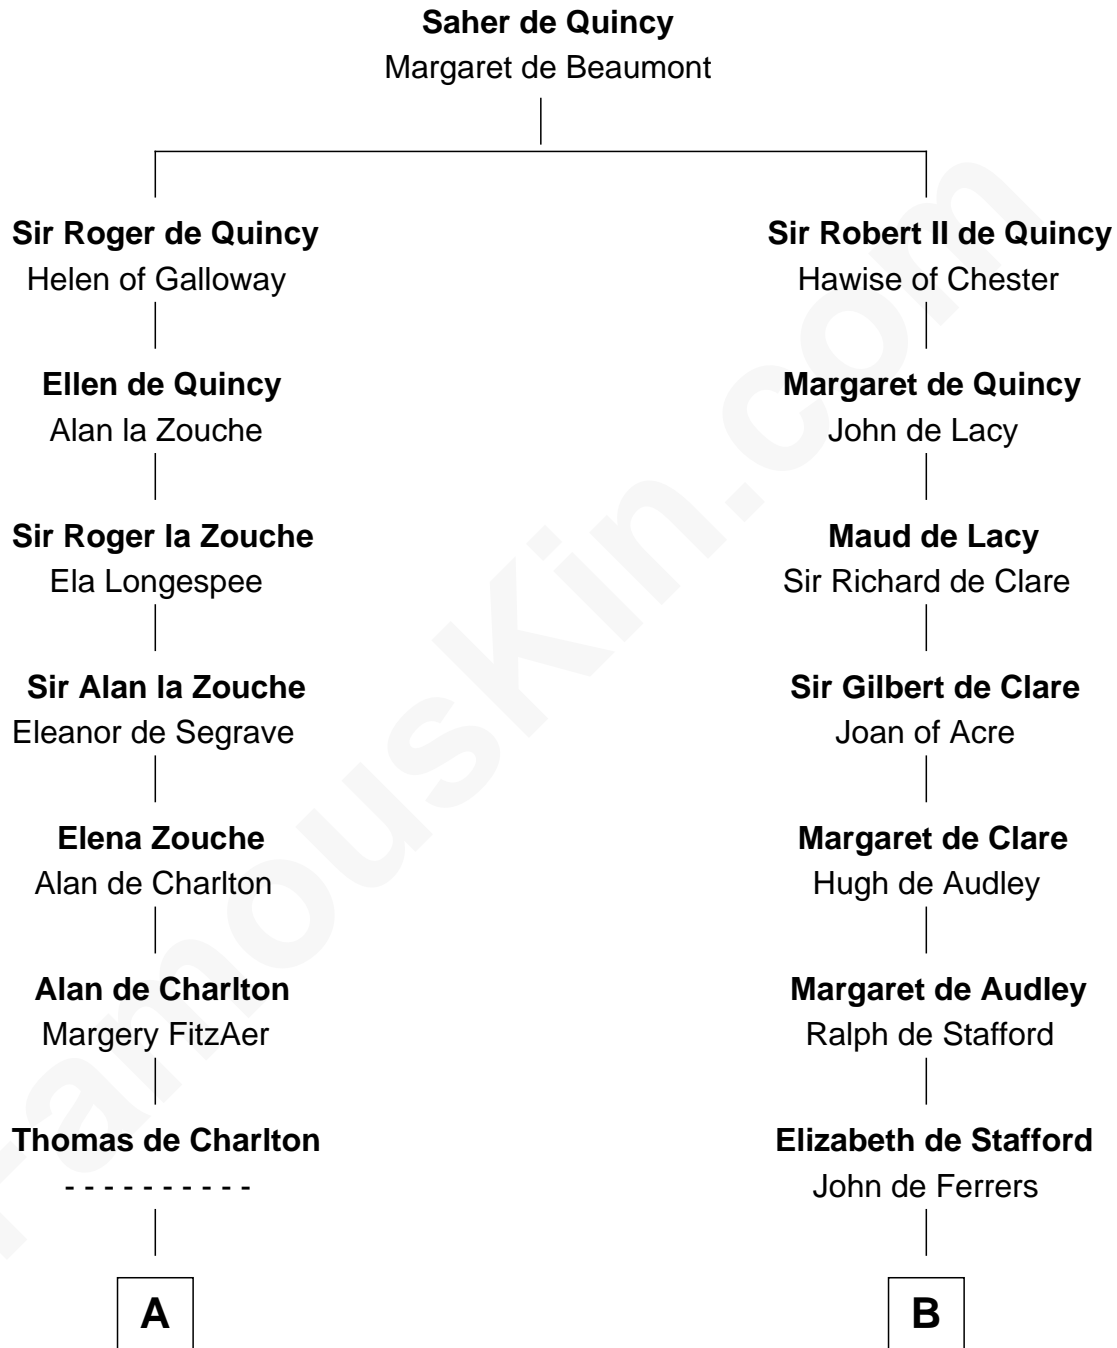 Saher de Quincy
Margaret de Beaumont
Sir Roger de Quincy
Helen of Galloway
Sir Robert II de Quincy
Hawise of Chester
Ellen de Quincy
Alan la Zouche
Margaret de Quincy
John de Lacy
Sir Roger la Zouche
Ela Longespee
Maud de Lacy
Sir Richard de Clare
Sir Alan la Zouche
Eleanor de Segrave
Sir Gilbert de Clare
Joan of Acre
Elena Zouche
Alan de Charlton
Margaret de Clare
Hugh de Audley
Alan de Charlton
Margery FitzAer
Margaret de Audley
Ralph de Stafford
Thomas de Charlton
- - - - - - - - - -
Elizabeth de Stafford
John de Ferrers
A
B
FamousKin.com